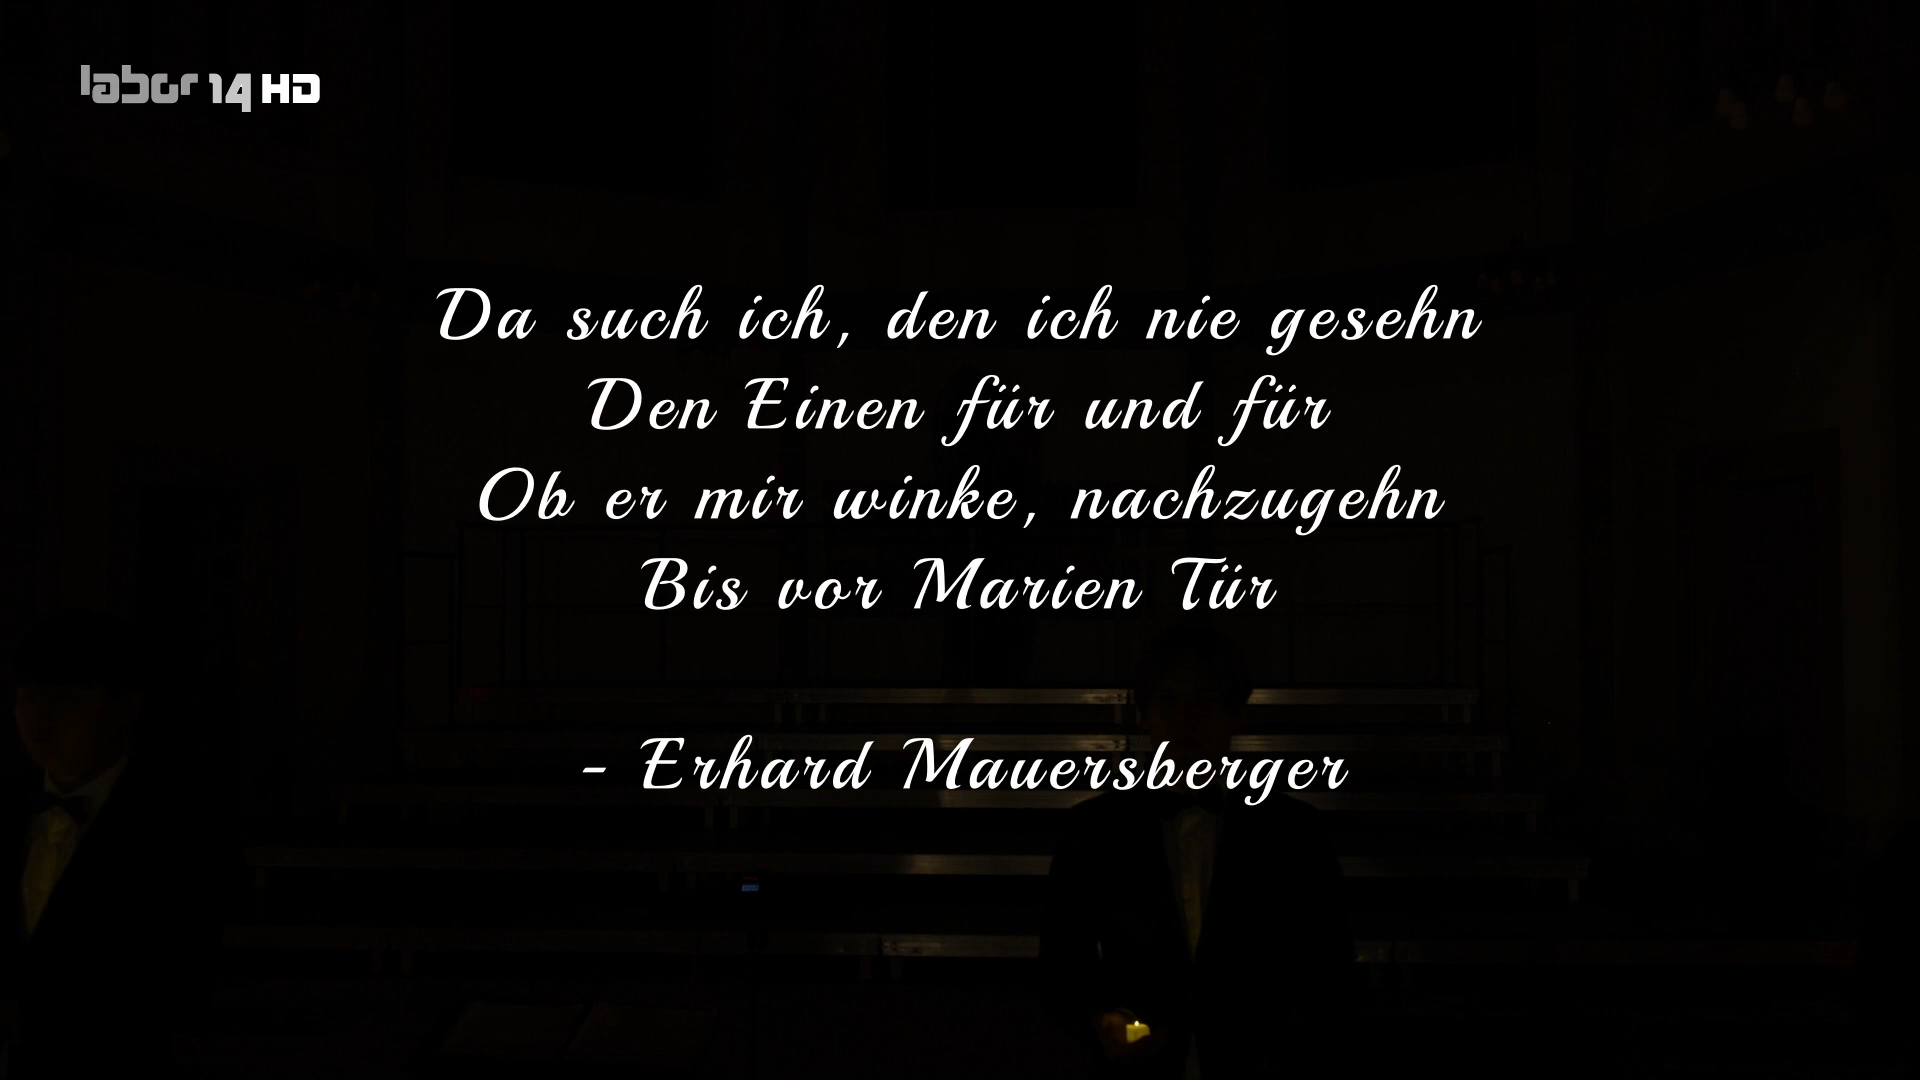 labor 14 HD
Da such ich, den ich nie gesehn
Den Einen für und für
Ob er mir winke, nachzugehn
Bis vor Marien Tür
- Erhard Mauersberger